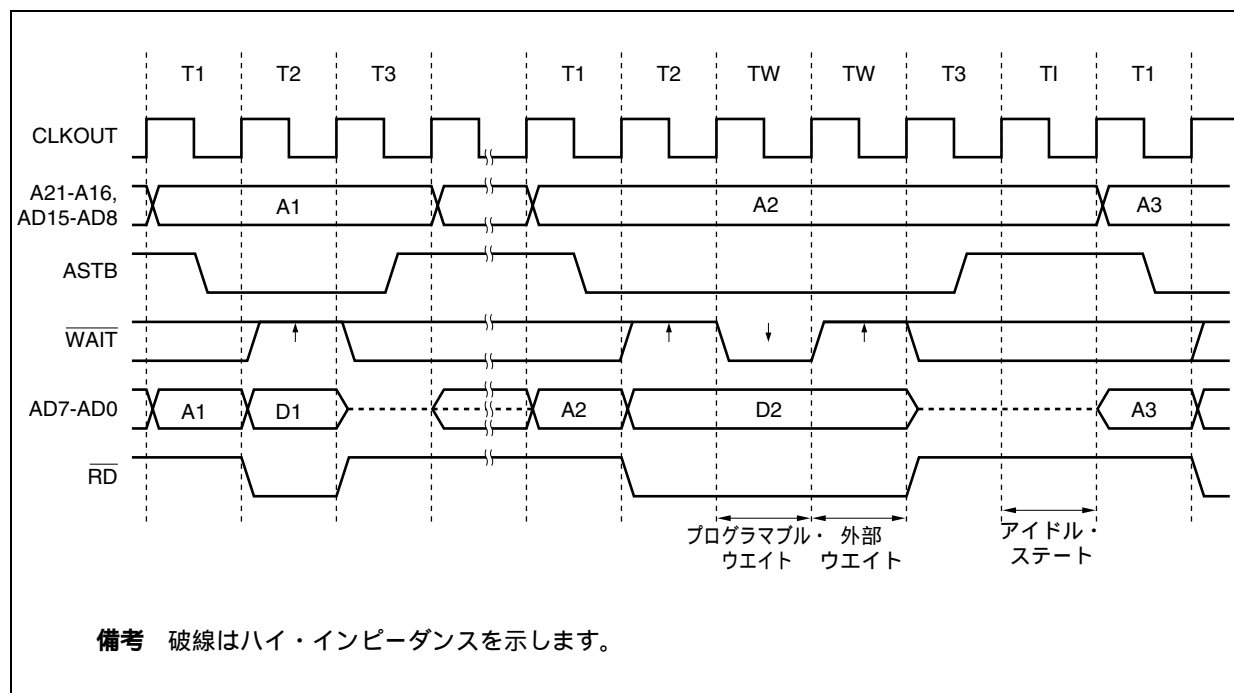 T1 T2 T3 T1 T2 TW TW T3 TI T1
CLKOUT
A21-A16,
AD15-AD8
A1 A2 A3
ASTB
WAIT
AD7-AD0
A1 D1 A2 D2 A3
RD
プログラマブル・
ウエイト
外部
ウエイト
アイドル・
ステート
備考 破線はハイ・インピーダンスを示します。